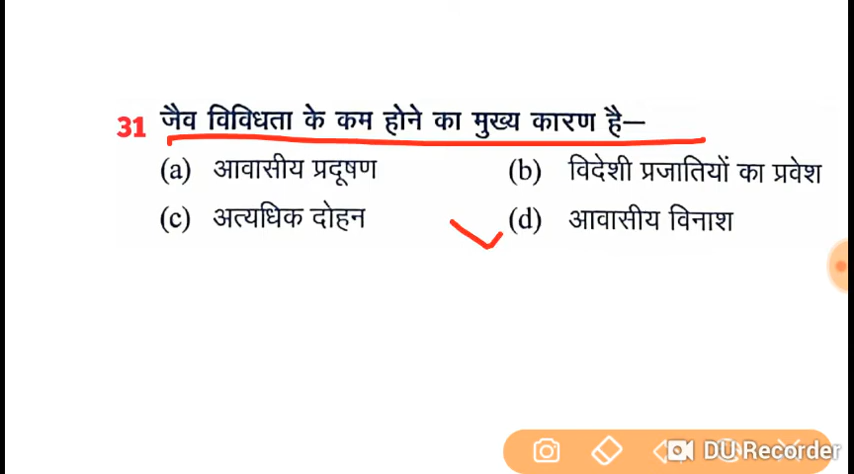 31 जैव विविधता के कम होने का मुख्य कारण है—
(a) आवासीय प्रदूषण (b) विदेशी प्रजातियों का प्रवेश
(c) अत्यधिक दोहन (d) आवासीय विनाश
DU Recorder